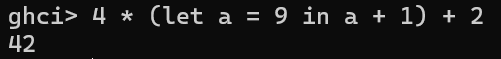 ghci> 4 * (let a = 9 in a + 1) + 2
42